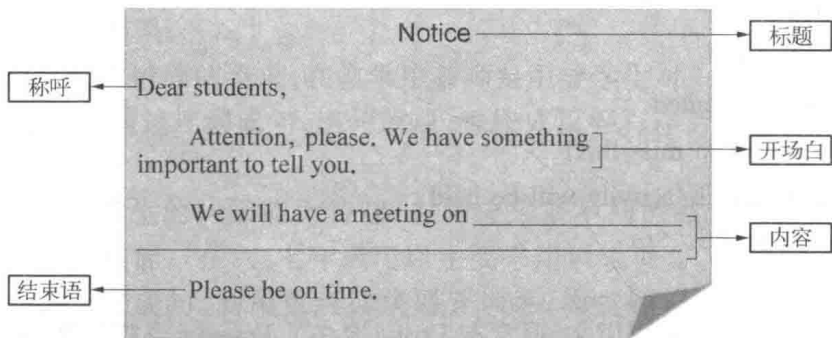 Notice
标题
称呼
Dear students,
Attention, please. We have something
important to tell you.
开场白
We will have a meeting on
内容
结束语
Please be on time.